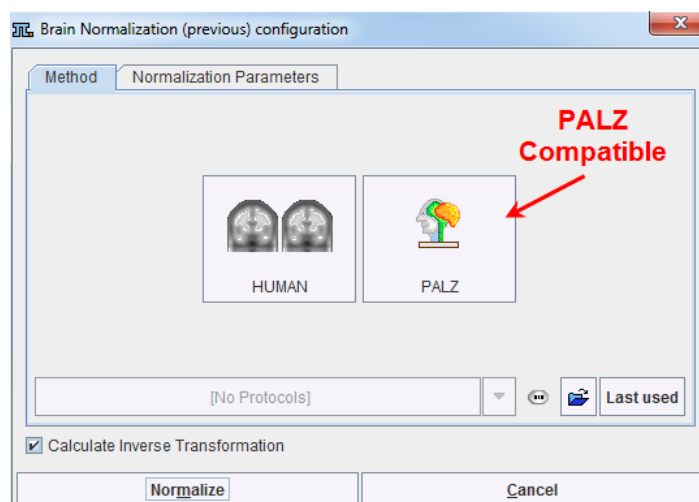 Brain Normalization (previous) configuration
Method
Normalization Parameters
PALZ
Compatible
HUMAN
PALZ
[No Protocols]
Last used
Calculate Inverse Transformation
Normalize
Cancel